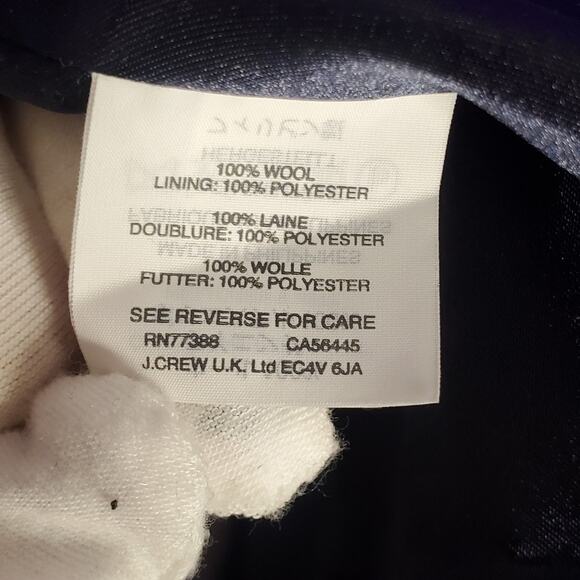 100% WOOL
LINING: 100% POLYESTER
100% LAINE
DOUBLURE: 100% POLYESTER
100% WOLLE
FUTTER: 100% POLYESTER
SEE REVERSE FOR CARE
RN77388 CA56445
J.CREW U.K. Ltd EC4V 6JA